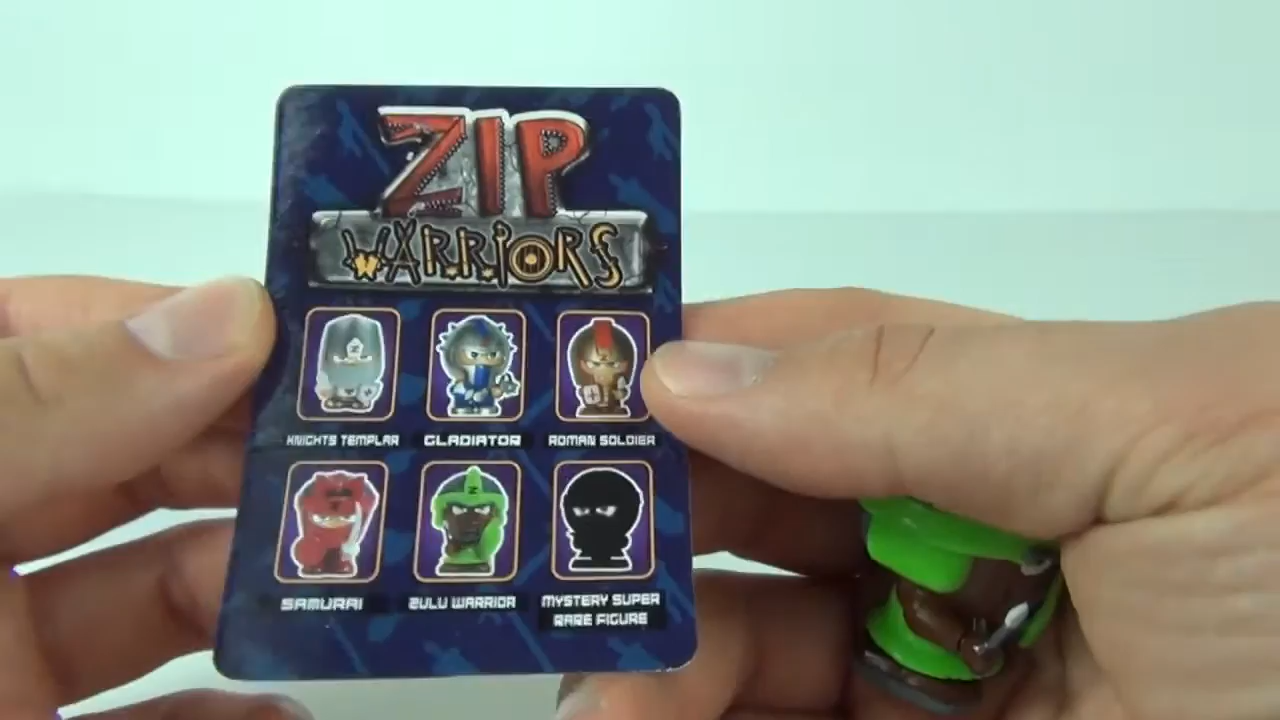 ZIP
WARRIORS
KNIGHTS TEMPLAR GLADIATOR ROMAN SOLDIER
SAMURAI ZULU WARRIOR MYSTERY SUPER
RARE FIGURE